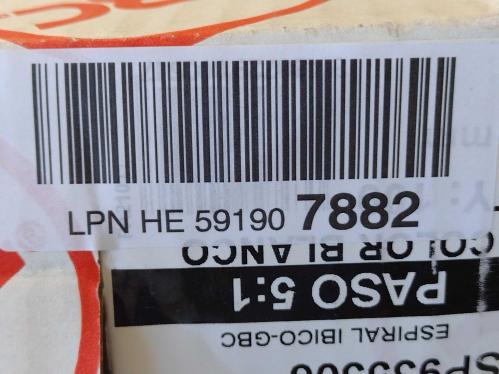 LPN HE 59190 7882
COLOR BLANCO
PASO 5:1
ESPIRAL IBICO-GBC